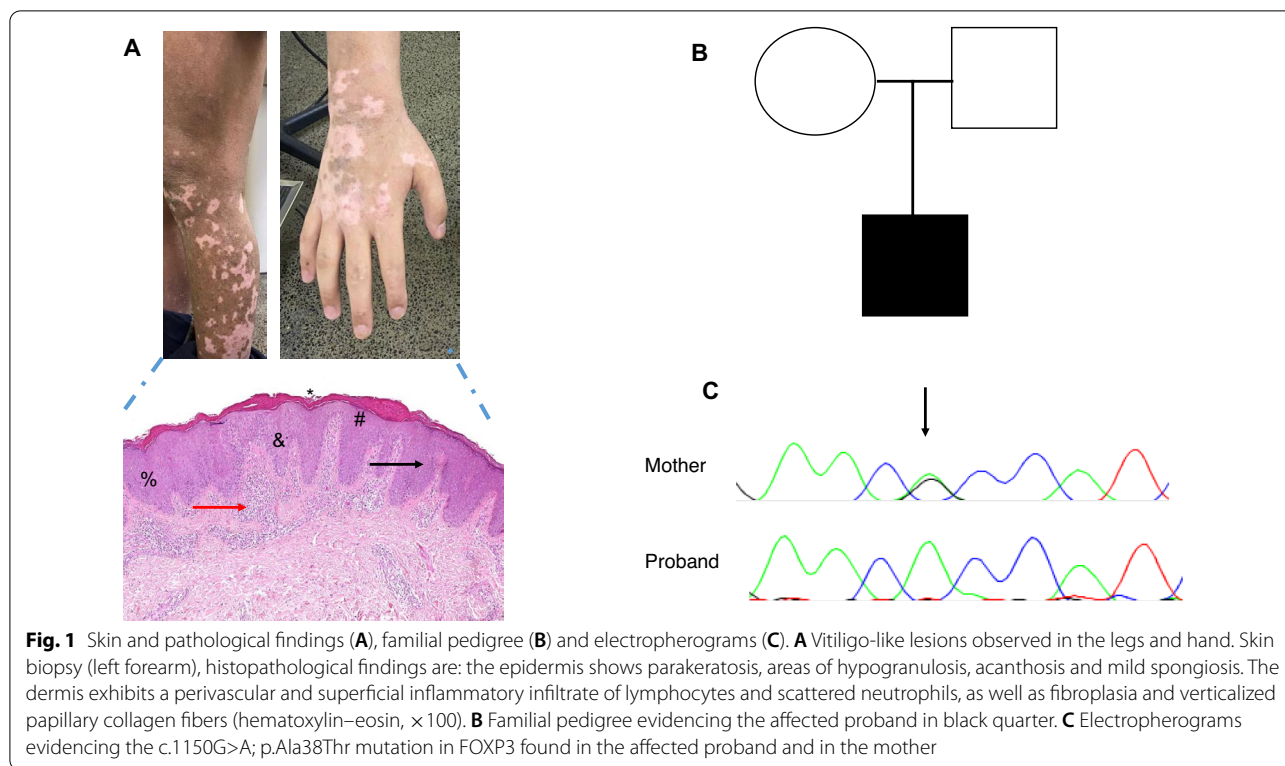 A
B
*
#
&
%
C
Mother
Proband
Fig. 1 Skin and pathological findings (A), familial pedigree (B) and electropherograms (C). A Vitiligo-like lesions observed in the legs and hand. Skin
biopsy (left forearm), histopathological findings are: the epidermis shows parakeratosis, areas of hypogranulosis, acanthosis and mild spongiosis. The
dermis exhibits a perivascular and superficial inflammatory infiltrate of lymphocytes and scattered neutrophils, as well as fibroplasia and verticalized
papillary collagen fibers (hematoxylin–eosin, ×100). B Familial pedigree evidencing the affected proband in black quarter. C Electropherograms
evidencing the c.1150G>A; p.Ala38Thr mutation in FOXP3 found in the affected proband and in the mother